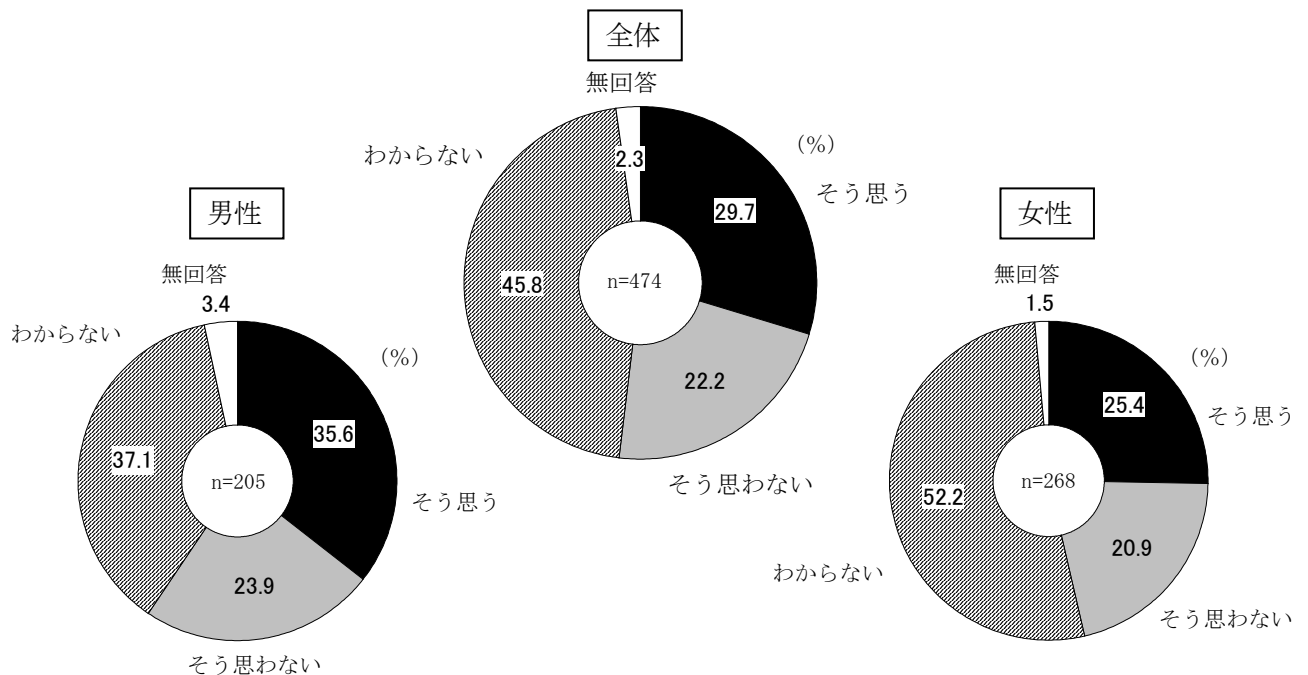 全体
無回答
2.3
(%)
そう思う
29.7
わからない
45.8
n=474
22.2
そう思わない
男性
無回答
3.4
(%)
わからない
35.6
37.1
n=205
そう思う
23.9
そう思わない
女性
無回答
1.5
(%)
25.4
そう思う
52.2
n=268
20.9
わからない
そう思わない